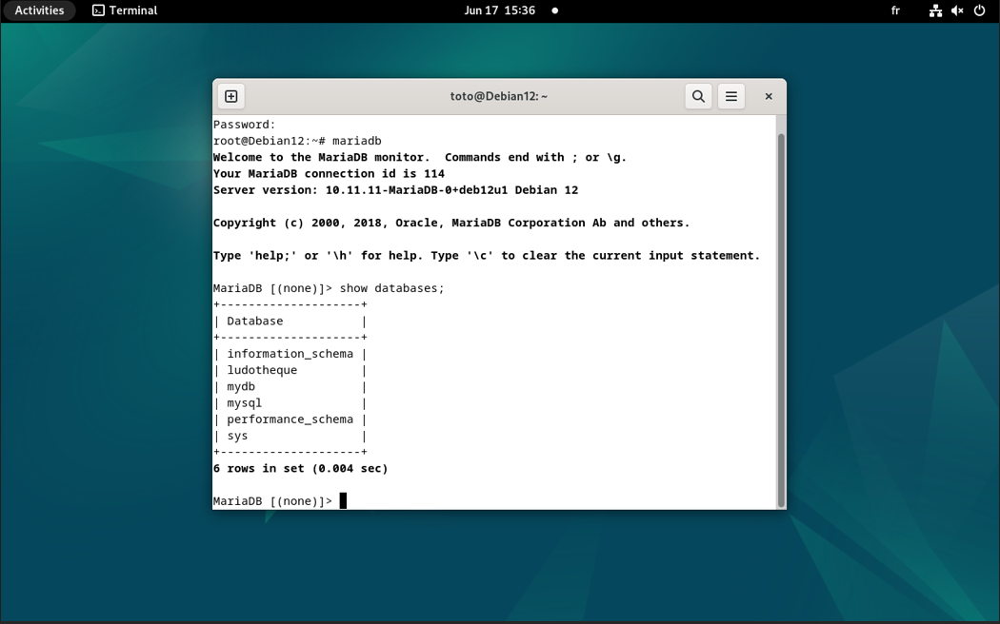 Activities Terminal Jun 17 15:36 fr
toto@Debian12: ~
Password:
root@Debian12:~# mariadb
Welcome to the MariaDB monitor.  Commands end with ; or \g.
Your MariaDB connection id is 114
Server version: 10.11.11-MariaDB-0+deb12u1 Debian 12
Copyright (c) 2000, 2018, Oracle, MariaDB Corporation Ab and others.
Type 'help;' or '\h' for help. Type '\c' to clear the current input statement.
MariaDB [(none)]> show databases;
+--------------------+
| Database           |
+--------------------+
| information_schema |
| ludotheque         |
| mydb               |
| mysql              |
| performance_schema |
| sys                |
+--------------------+
6 rows in set (0.004 sec)
MariaDB [(none)]>